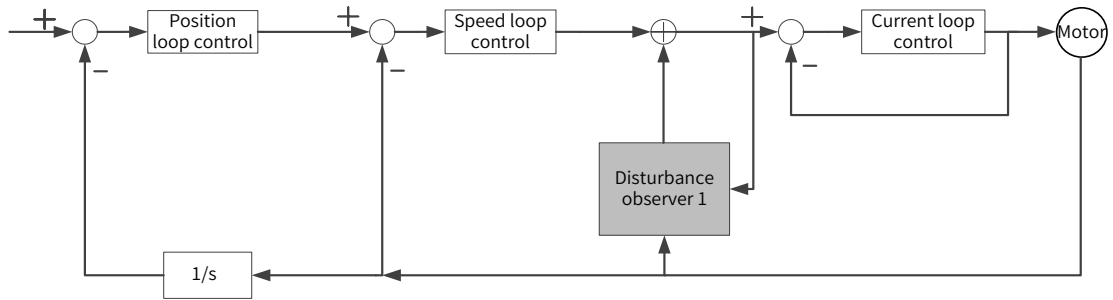 +
Position
loop control
+
Speed loop
control
+
+
Current loop
control
Motor
−
−
−
Disturbance
observer 1
1/s